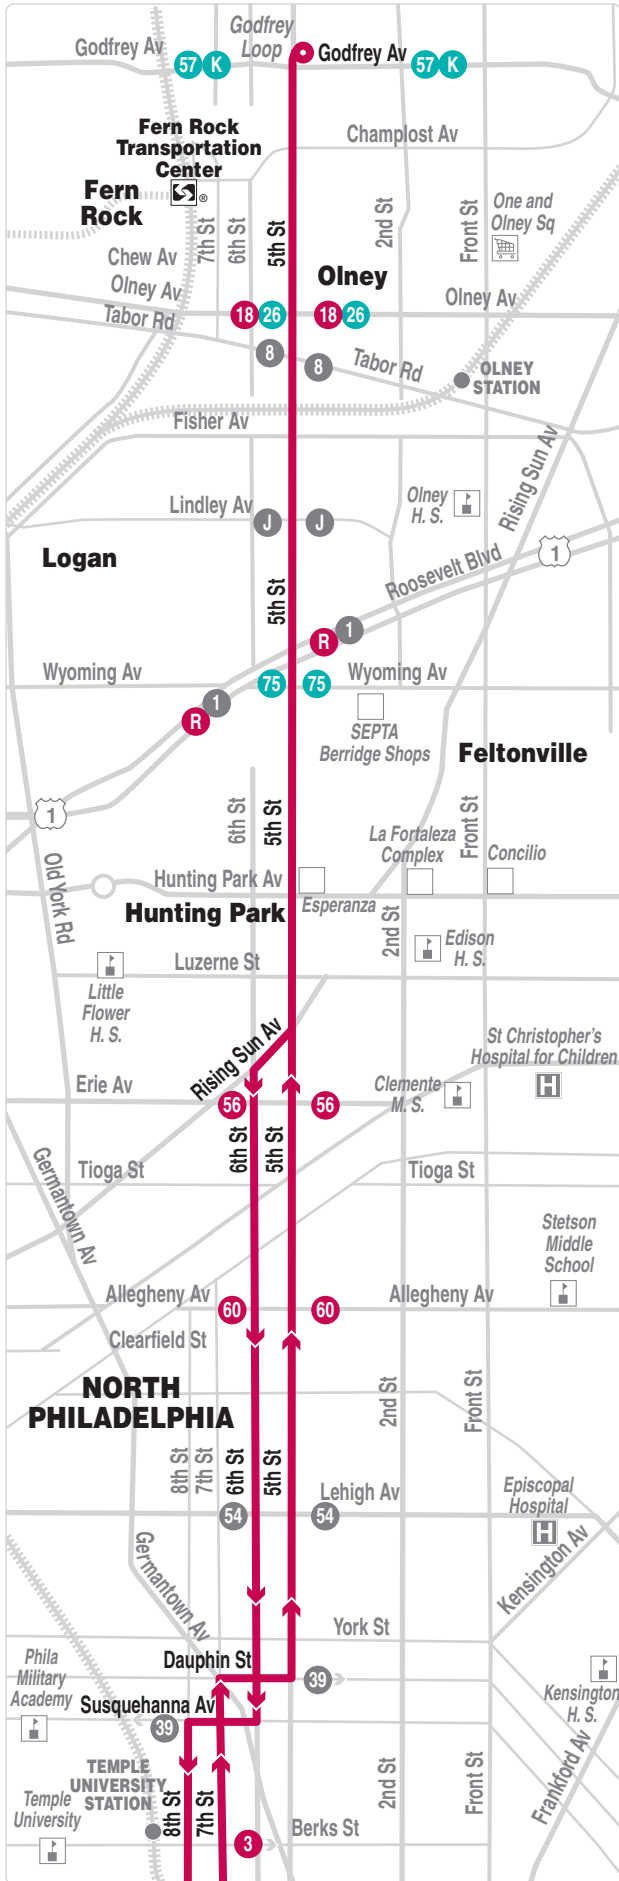 Godfrey
Loop
Godfrey Av
57 K
Godfrey Av
57 K
Fern Rock
Transportation
Center
Champlost Av
Fern
Rock
®
7th St
6th St
5th St
2nd St
Front St
One and
Olney Sq
Chew Av
Olney
Olney Av
Olney Av
Tabor Rd
18 26
18 26
8
8
Tabor Rd
OLNEY
STATION
Fisher Av
Rising Sun Av
Lindley Av
J
J
Olney
H. S.
Logan
5th St
Roosevelt Blvd
1
R 1
Wyoming Av
75
75
Wyoming Av
R 1
SEPTA
Berridge Shops
Feltonville
1
6th St
5th St
Front St
La Fortaleza
Complex
Concilio
Old York Rd
Hunting Park Av
Esperanza
Hunting Park
2nd St
Edison
H. S.
Luzerne St
Little
Flower
H. S.
Rising Sun Av
St Christopher's
Hospital for Children
H
Erie Av
56
56
Clemente
M. S.
6th St
5th St
Germantown Av
Tioga St
Tioga St
Stetson
Middle
School
Allegheny Av
60
60
Allegheny Av
Clearfield St
NORTH
PHILADELPHIA
2nd St
Front St
8th St
7th St
6th St
5th St
Lehigh Av
54
54
Episcopal
Hospital
H
Germantown Av
Kensington Av
York St
Phila
Military
Academy
Dauphin St
39
Kensington
H. S.
Susquehanna Av
39
TEMPLE
UNIVERSITY
STATION
8th St
7th St
2nd St
Front St
Frankford Av
Temple
University
3
Berks St